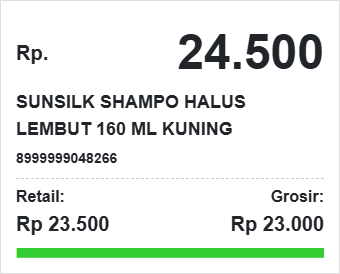 Rp. 24.500
SUNSILK SHAMPO HALUS
LEMBUT 160 ML KUNING
8999999048266
Retail: Grosir:
Rp 23.500 Rp 23.000